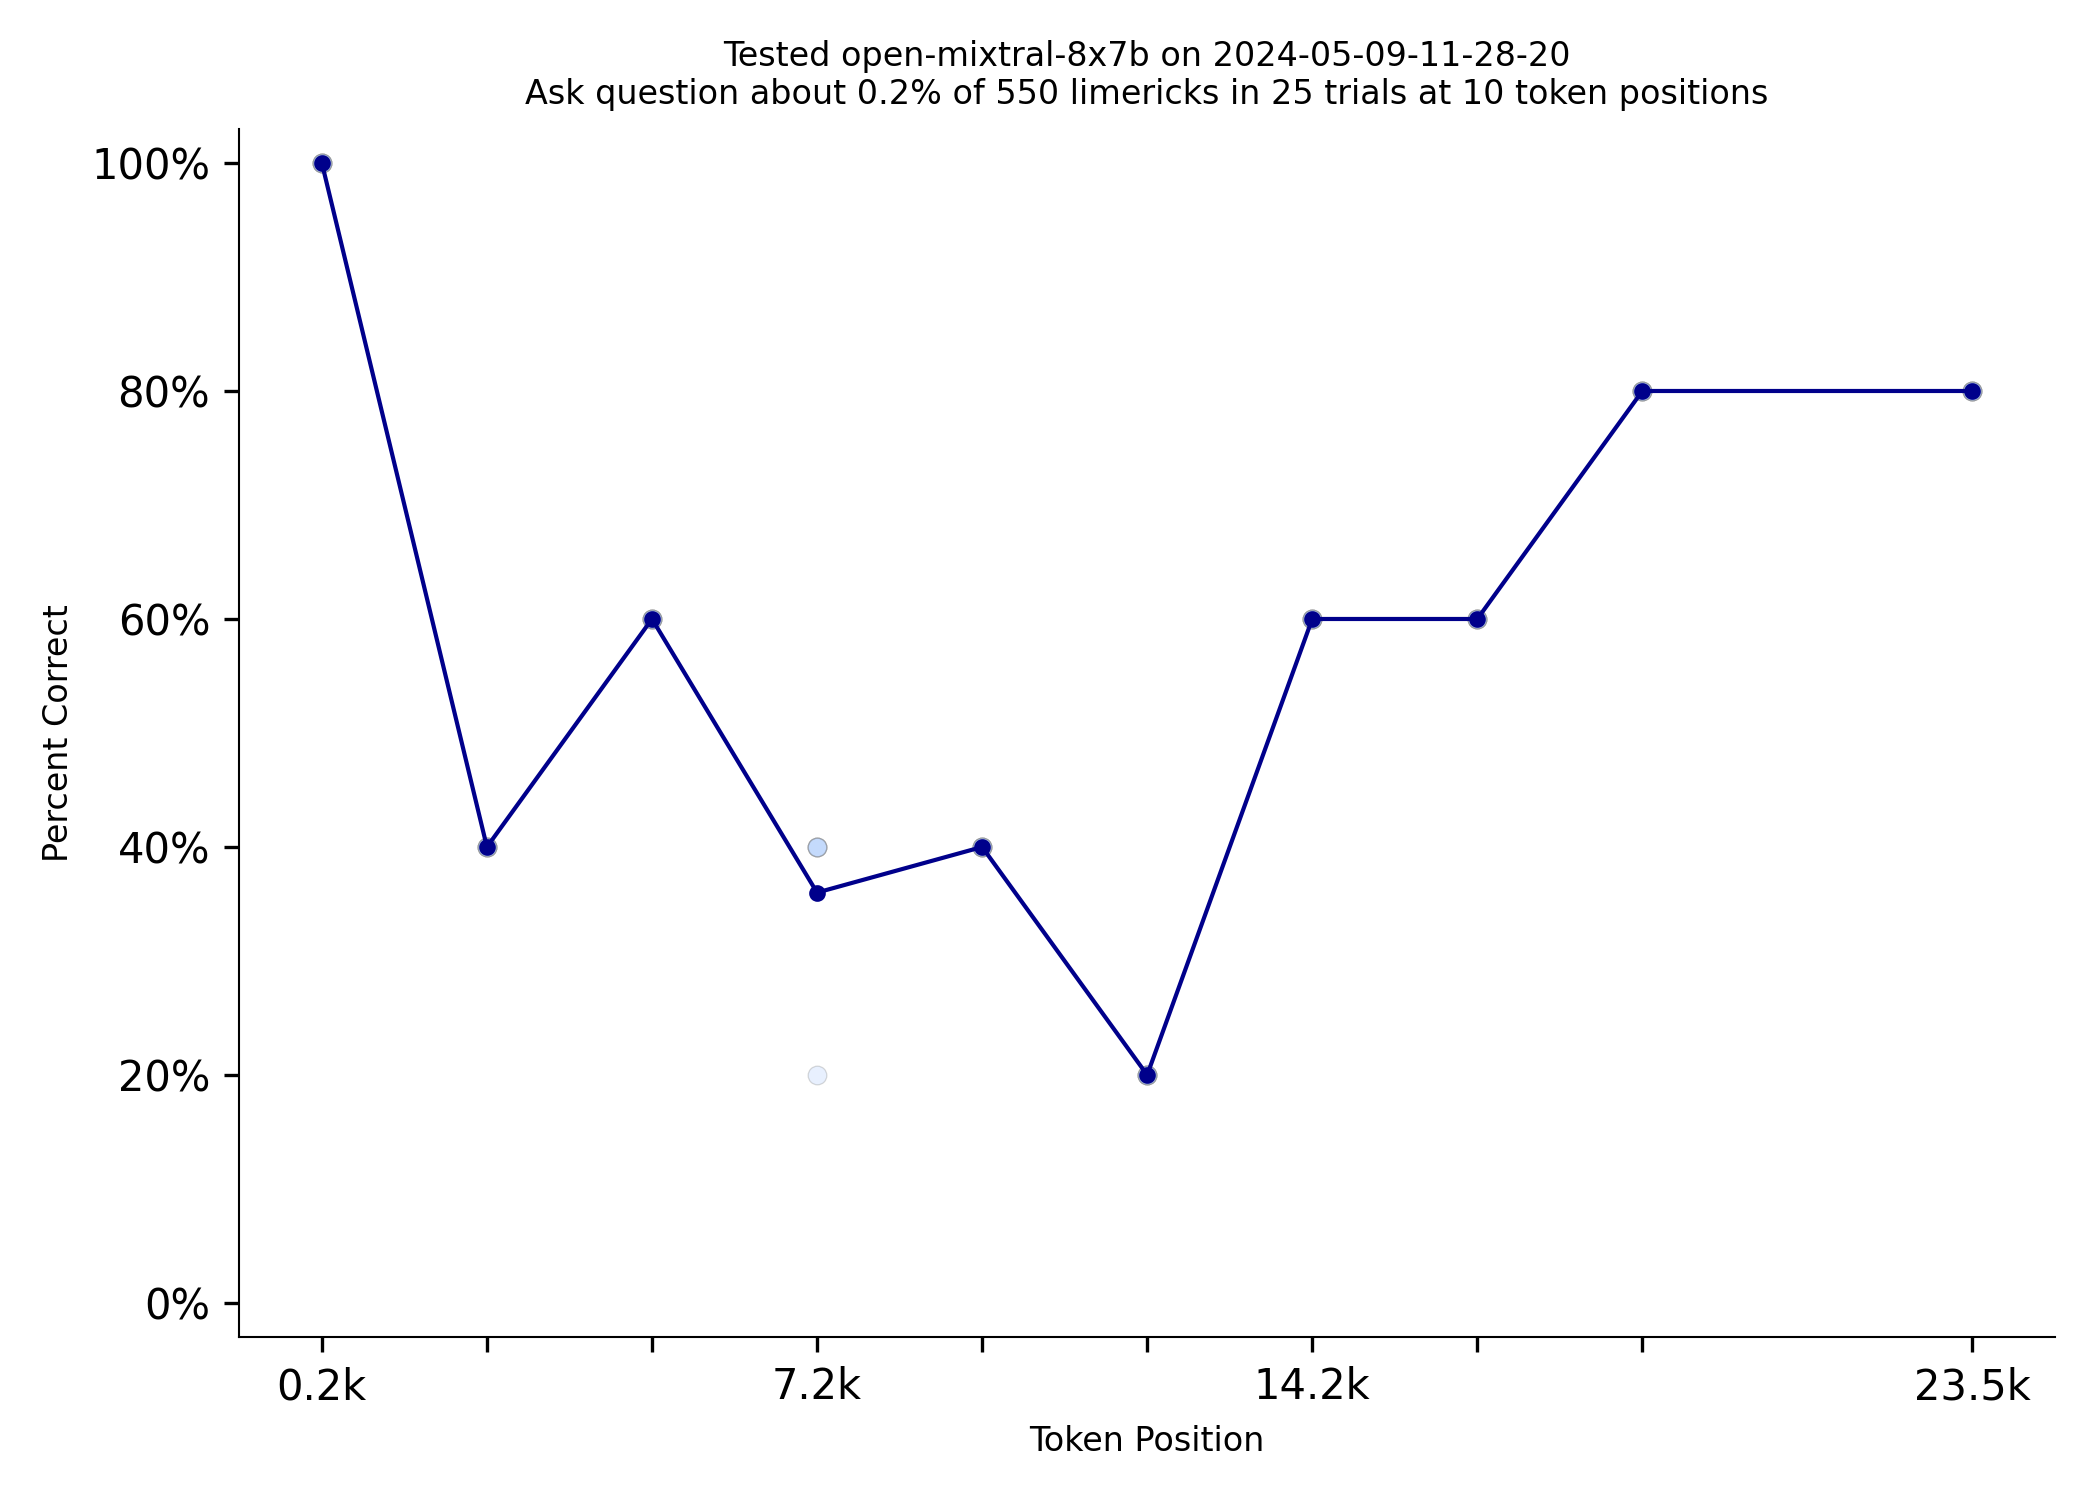 Tested open-mixtral-8x7b on 2024-05-09-11-28-20
Ask question about 0.2% of 550 limericks in 25 trials at 10 token positions
100%
80%
60%
40%
20%
0%
Percent Correct
0.2k
7.2k
14.2k
23.5k
Token Position